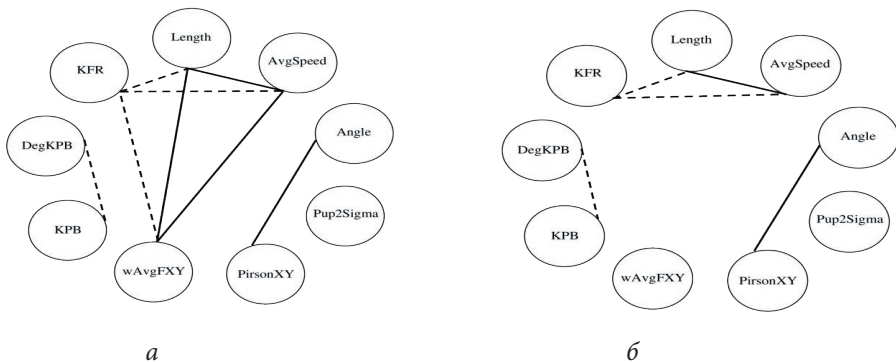 Length
KFR
AvgSpeed
DegKPB
Angle
KPB
Pup2Sigma
wAvgFXY
PirsonXY
а
Length
KFR
AvgSpeed
DegKPB
Angle
KPB
Pup2Sigma
wAvgFXY
PirsonXY
б